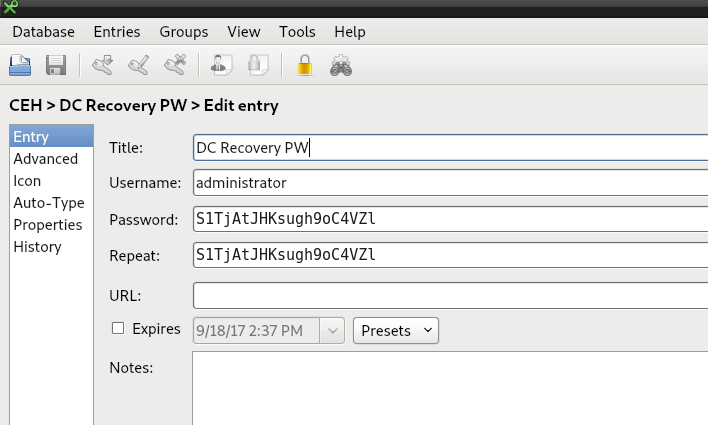 Database Entries Groups View Tools Help
CEH > DC Recovery PW > Edit entry
Entry
Advanced
Icon
Auto-Type
Properties
History
Title: DC Recovery PW
Username: administrator
Password: S1TjAtJHKsugh9oC4VZl
Repeat: S1TjAtJHKsugh9oC4VZl
URL:
Expires 9/18/17 2:37 PM Presets
Notes: